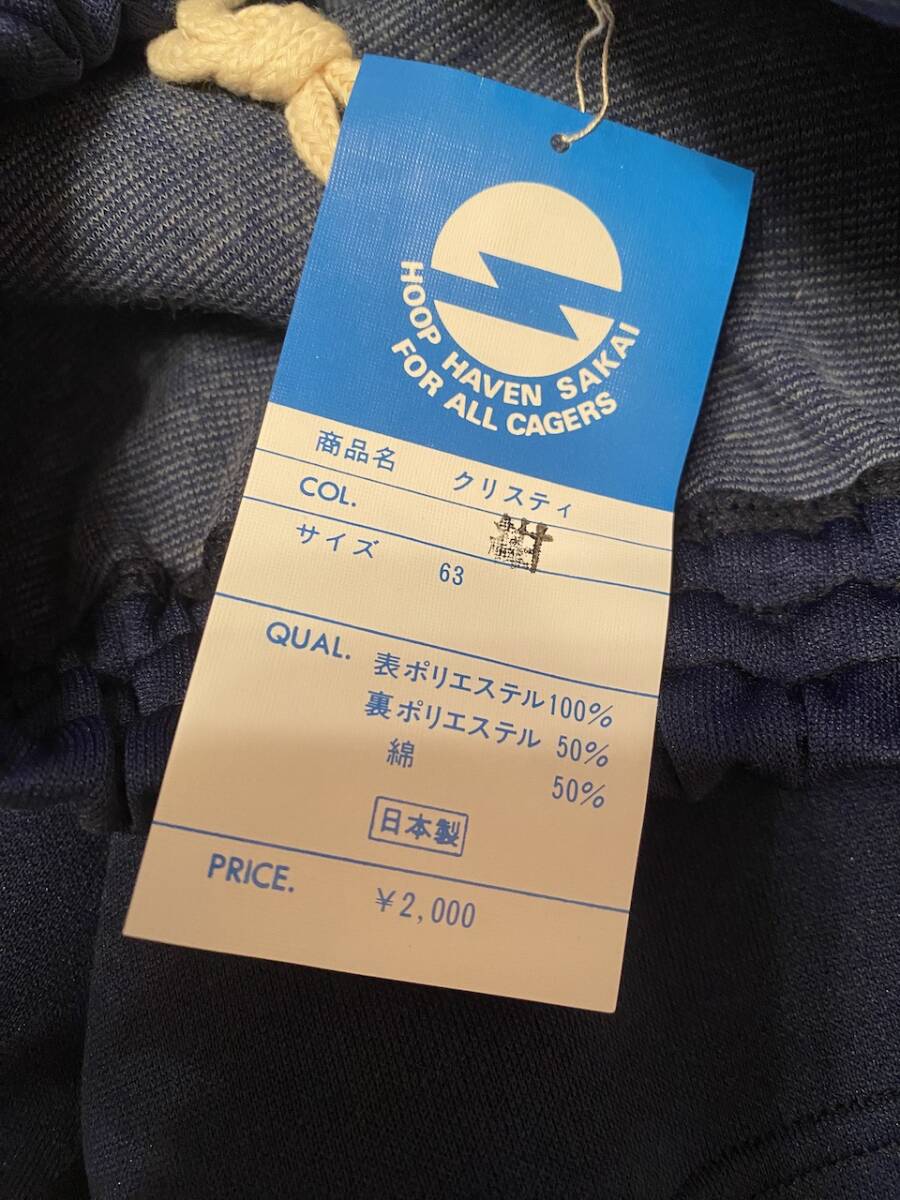 HOOP HAVEN SAKAI
FOR ALL CAGERS
商品名 クリスティ
COL.
サイズ 63
QUAL. 表ポリエステル100%
裏ポリエステル 50%
綿 50%
日本製
PRICE. ¥2,000